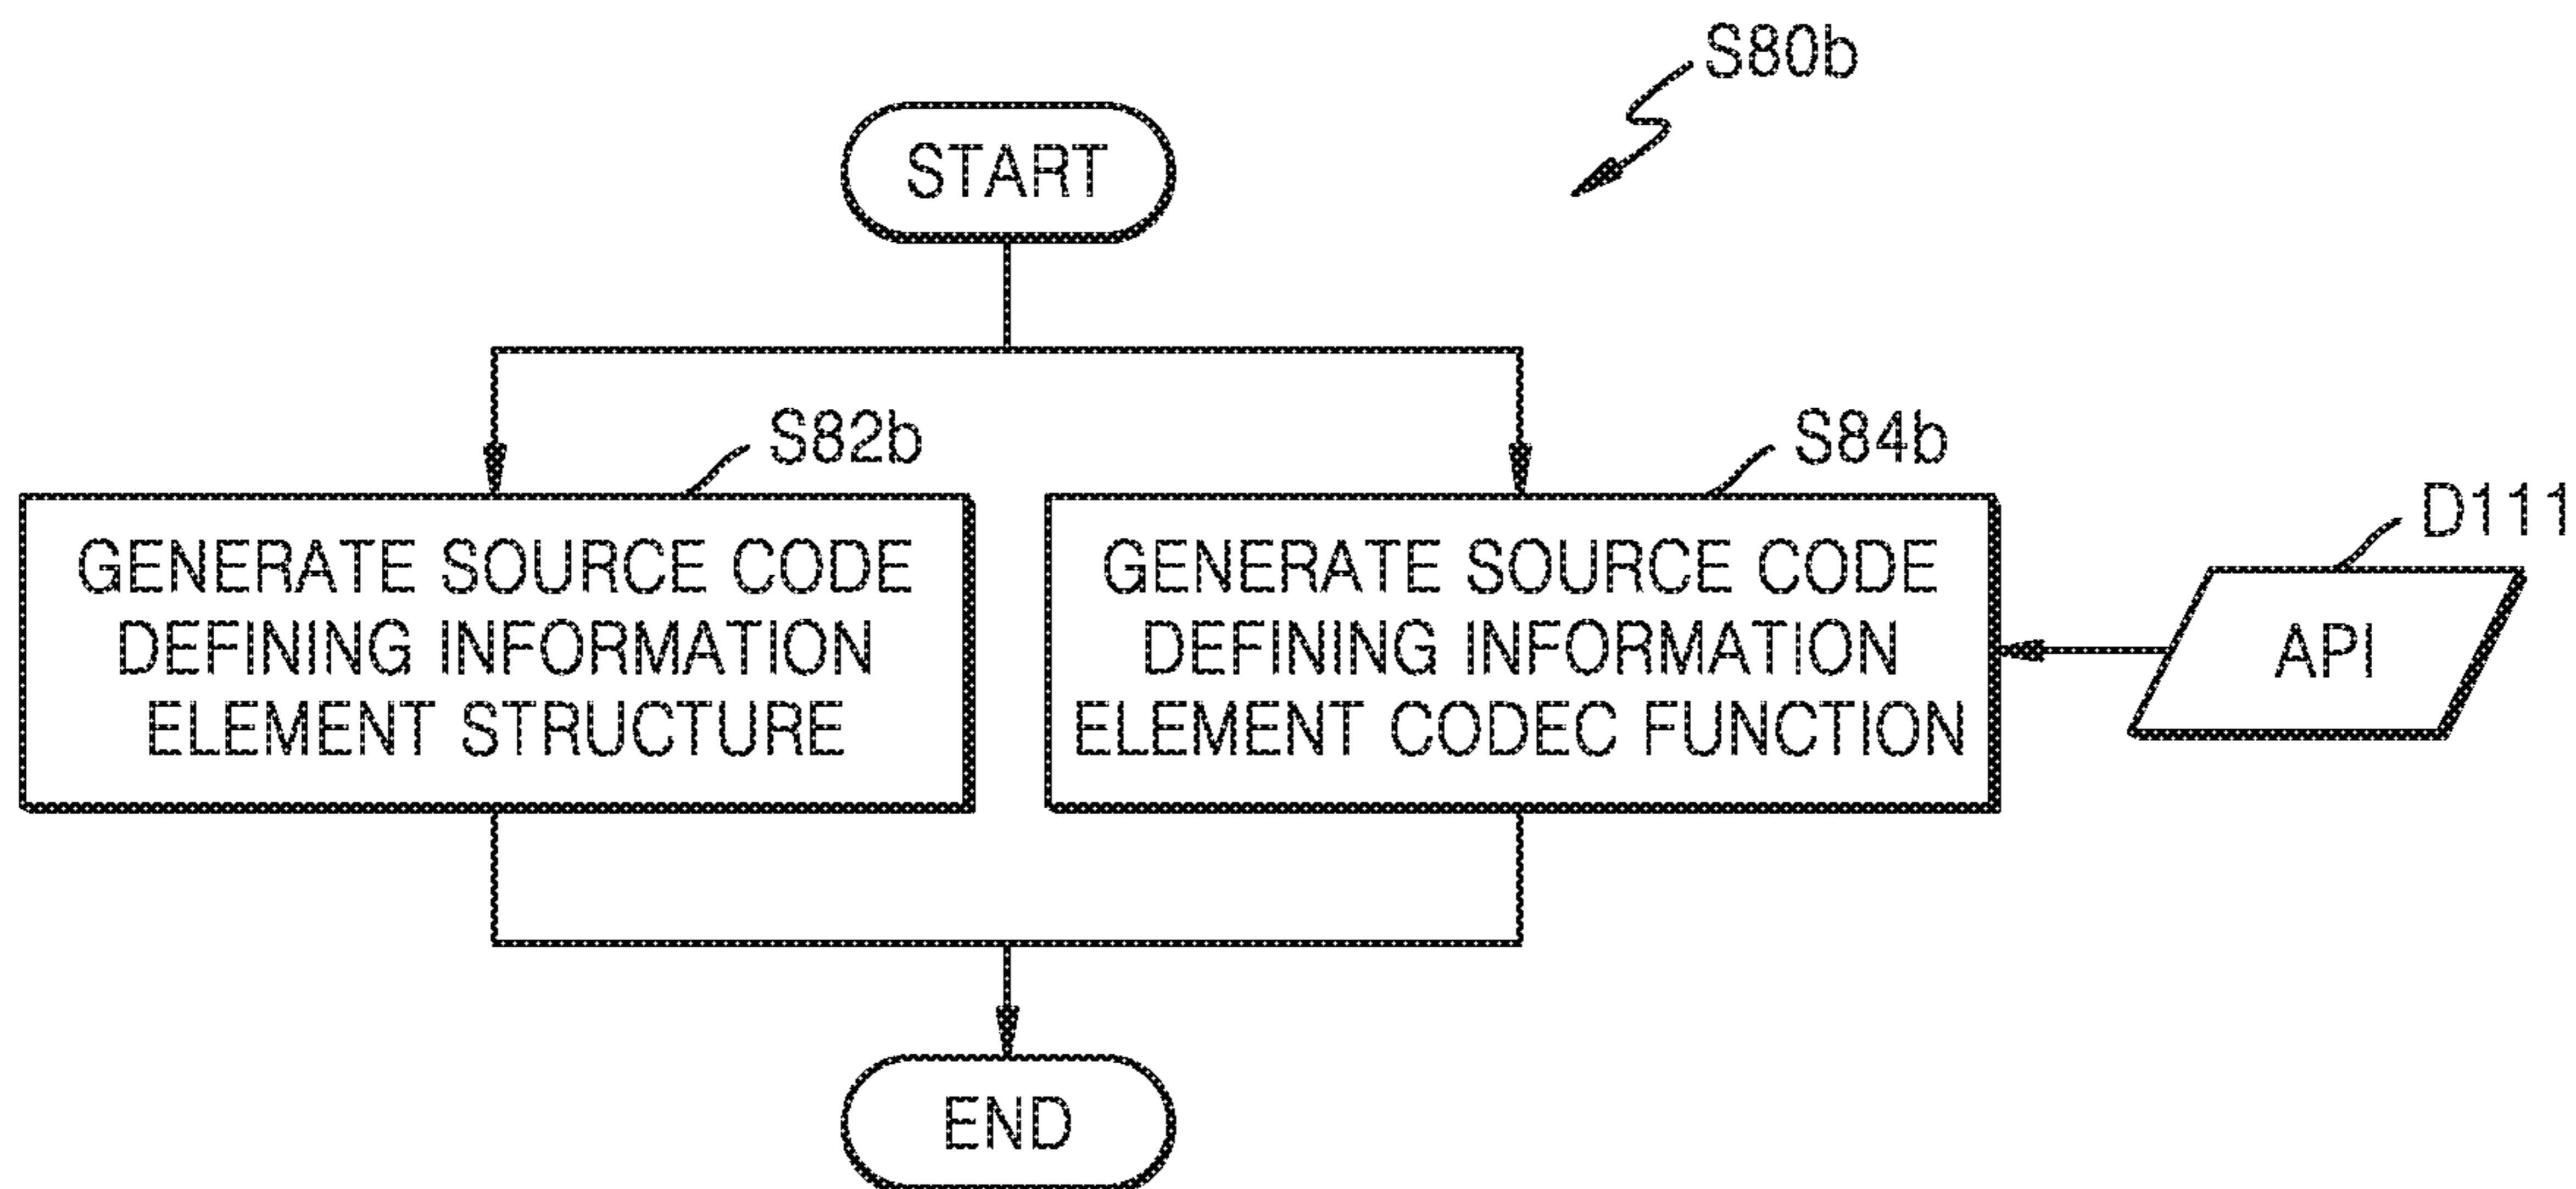 S80b
START
S82b
S84b
D111
GENERATE SOURCE CODE
DEFINING INFORMATION
ELEMENT STRUCTURE
GENERATE SOURCE CODE
DEFINING INFORMATION
ELEMENT CODEC FUNCTION
API
END